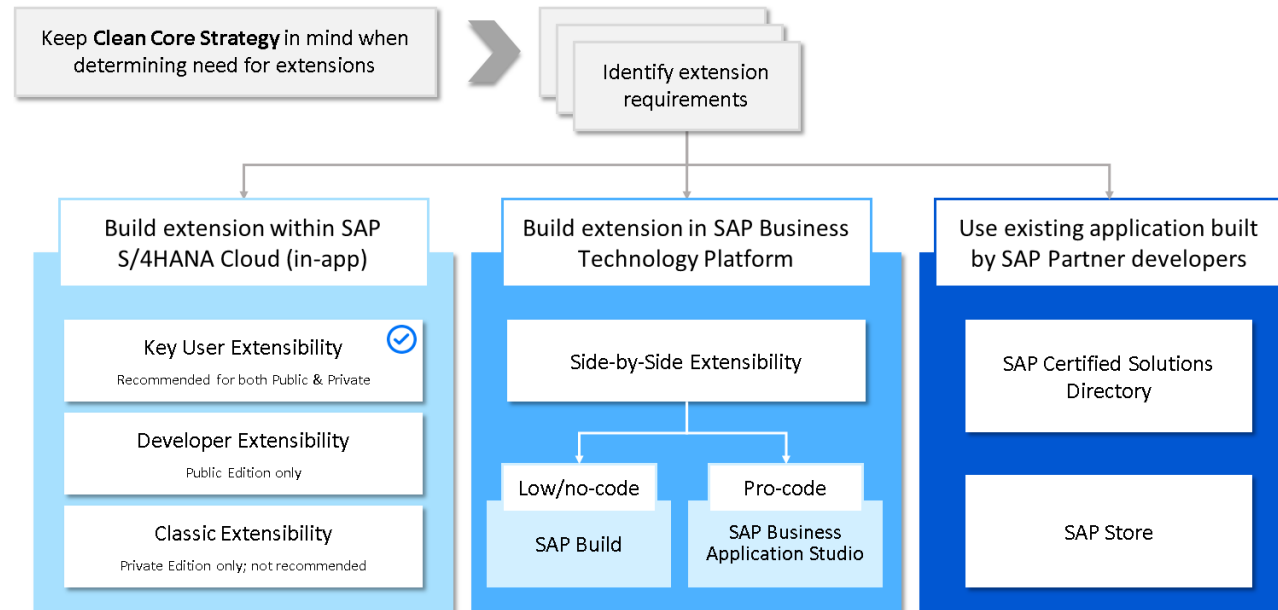 Keep Clean Core Strategy in mind when
determining need for extensions
Identify extension
requirements
Build extension within SAP
S/4HANA Cloud (in-app)
Key User Extensibility
Recommended for both Public & Private
Developer Extensibility
Public Edition only
Classic Extensibility
Private Edition only; not recommended
Build extension in SAP Business
Technology Platform
Side-by-Side Extensibility
Low/no-code
SAP Build
Pro-code
SAP Business
Application Studio
Use existing application built
by SAP Partner developers
SAP Certified Solutions
Directory
SAP Store